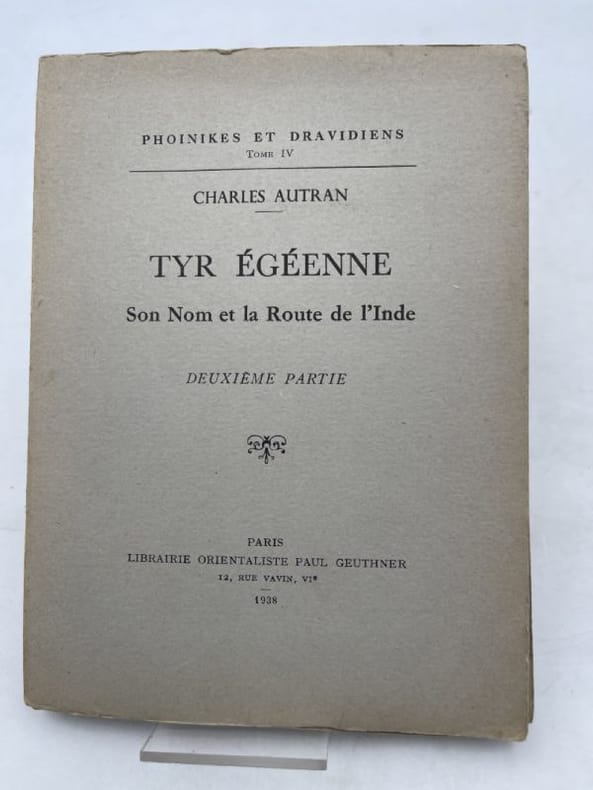 PHOINIKES ET DRAVIDIENS
TOME IV
CHARLES AUTRAN
TYR ÉGÉENNE
Son Nom et la Route de l'Inde
DEUXIÈME PARTIE
PARIS
LIBRAIRIE ORIENTALISTE PAUL GEUTHNER
12, RUE VAVIN, VIᵉ
1938